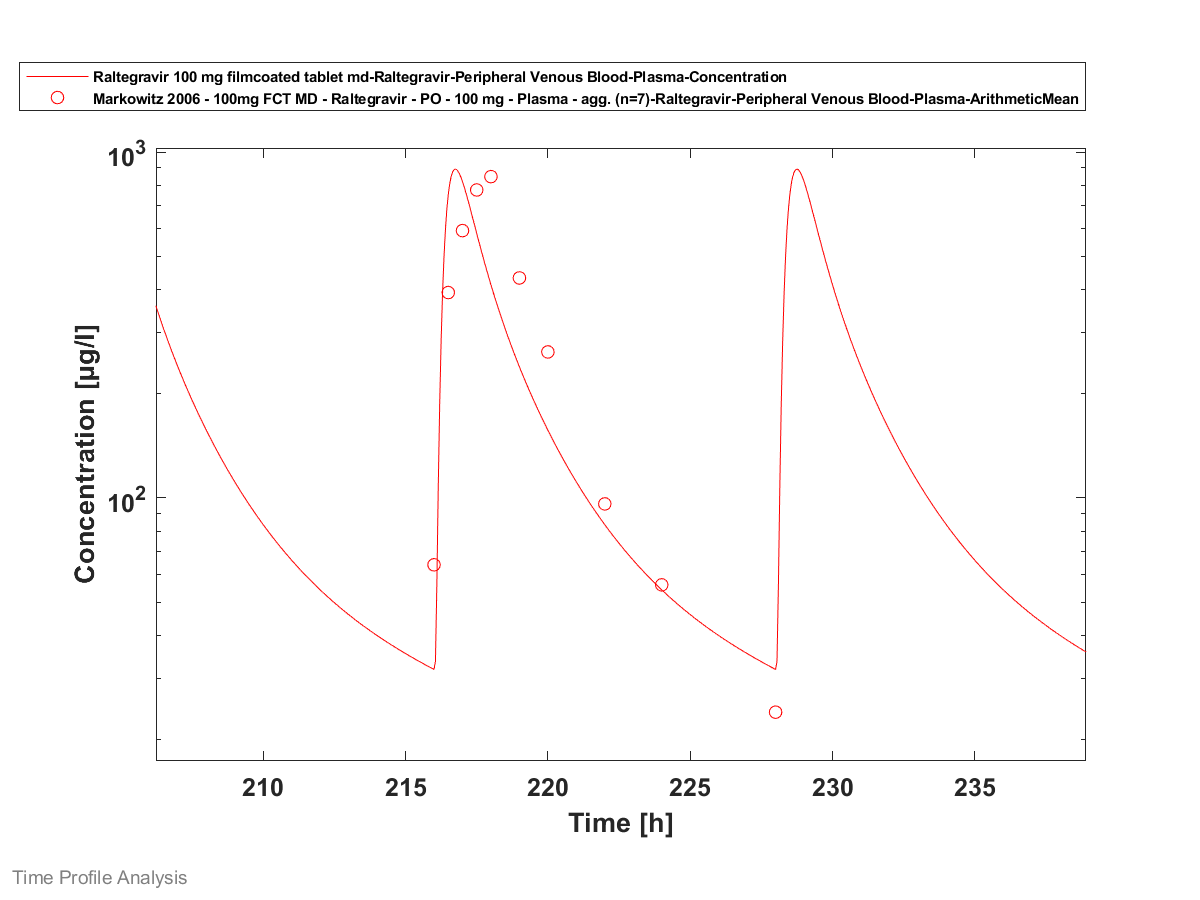 Raltegravir 100 mg filmcoated tablet md-Raltegravir-Peripheral Venous Blood-Plasma-Concentration
Markowitz 2006 - 100mg FCT MD - Raltegravir - PO - 100 mg - Plasma - agg. (n=7)-Raltegravir-Peripheral Venous Blood-Plasma-ArithmeticMean
10³
10²
Concentration [µg/l]
210 215 220 225 230 235
Time [h]
Time Profile Analysis